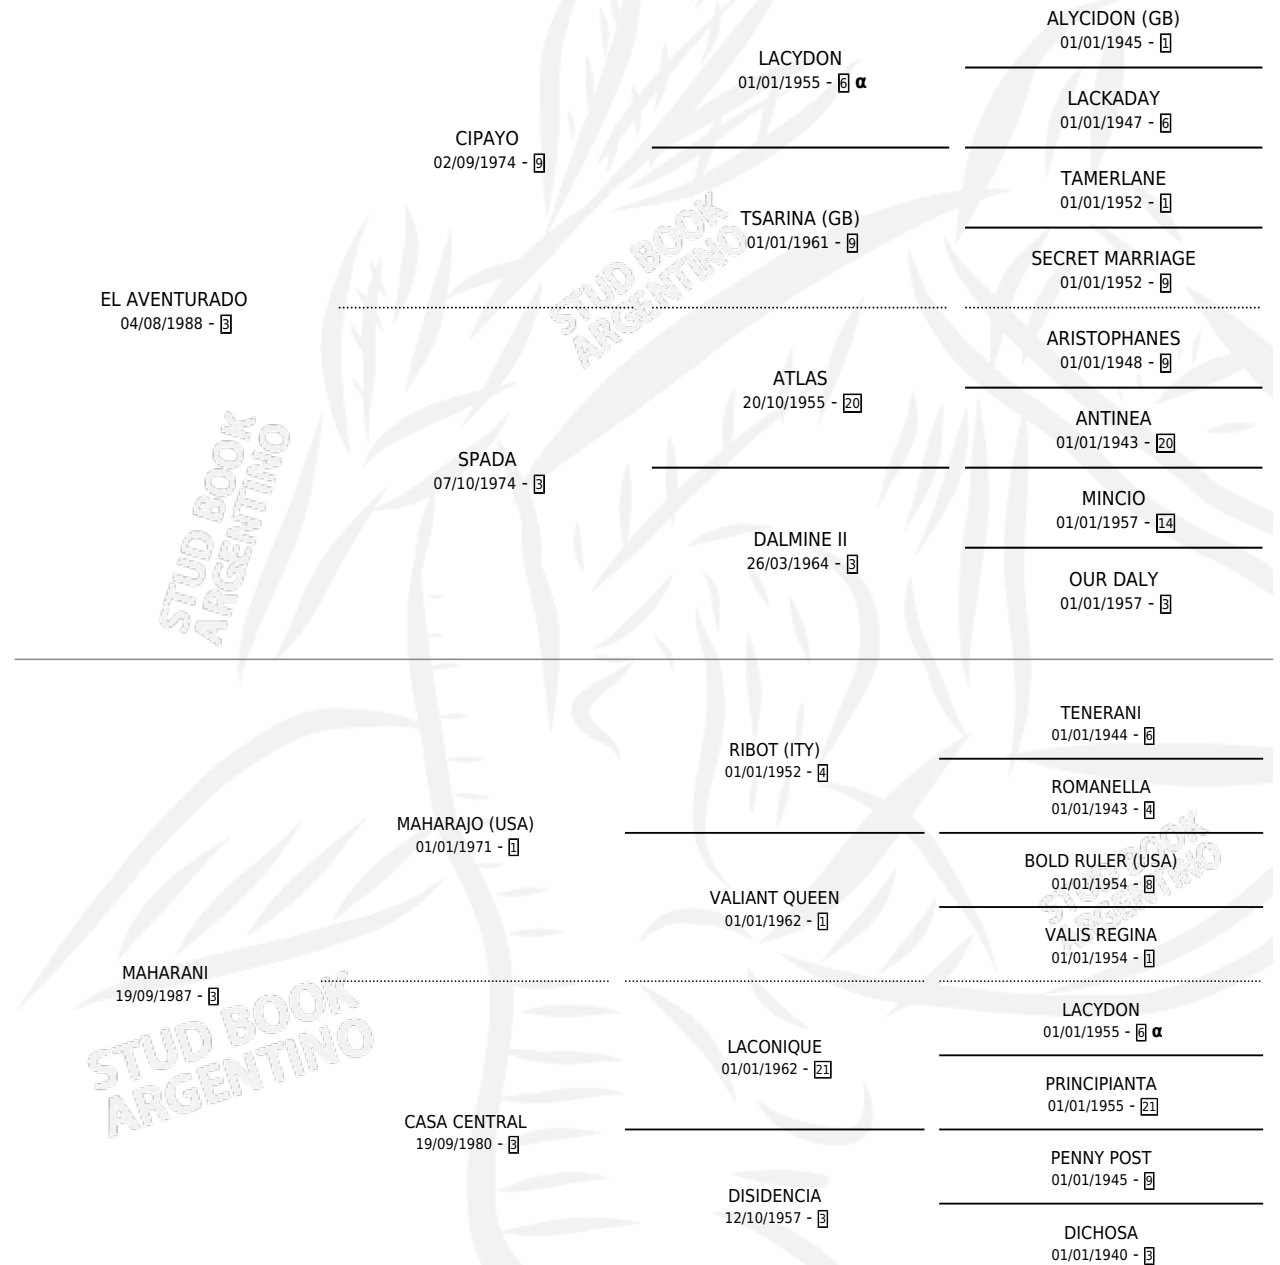 ALYCIDON (GB)
01/01/1945 - 1
LACYDON
01/01/1955 - 6 α
LACKADAY
01/01/1947 - 6
CIPAYO
02/09/1974 - 9
TAMERLANE
01/01/1952 - 1
TSARINA (GB)
01/01/1961 - 9
SECRET MARRIAGE
01/01/1952 - 9
EL AVENTURADO
04/08/1988 - 3
ARISTOPHANES
01/01/1948 - 9
ATLAS
20/10/1955 - 20
ANTINEA
01/01/1943 - 20
SPADA
07/10/1974 - 3
MINCIO
01/01/1957 - 14
DALMINE II
26/03/1964 - 3
OUR DALY
01/01/1957 - 3
STUD BOOK
ARGENTINO
STUD BOOK
ARGENTINO
TENERANI
01/01/1944 - 6
RIBOT (ITY)
01/01/1952 - 4
ROMANELLA
01/01/1943 - 4
MAHARAJO (USA)
01/01/1971 - 1
BOLD RULER (USA)
01/01/1954 - 8
VALIANT QUEEN
01/01/1962 - 1
VALIS REGINA
01/01/1954 - 1
MAHARANI
19/09/1987 - 3
LACYDON
01/01/1955 - 6 α
LACONIQUE
01/01/1962 - 21
PRINCIPIANTA
01/01/1955 - 21
CASA CENTRAL
19/09/1980 - 3
PENNY POST
01/01/1945 - 9
DISIDENCIA
12/10/1957 - 3
DICHOSA
01/01/1940 - 3
STUD BOOK
ARGENTINO
STUD BOOK
ARGENTINO